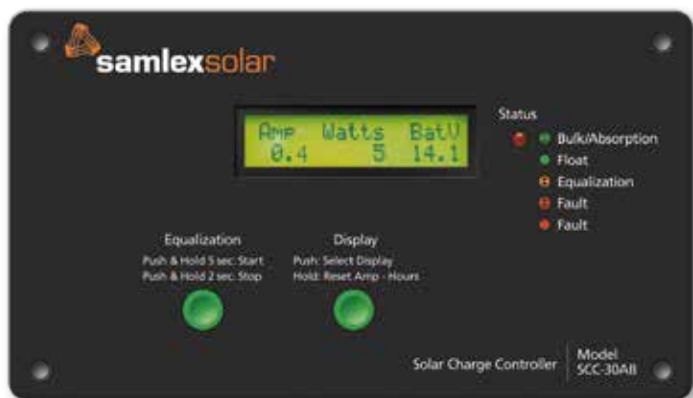 samlexsolar
Amp Watts BatV
0.4 5 14.1
Status
Bulk/Absorption
Float
Equalization
Fault
Fault
Equalization
Push & Hold 5 sec: Start
Push & Hold 2 sec: Stop
Display
Push: Select Display
Hold: Reset Amp - Hours
Solar Charge Controller
Model
SCC-30AB